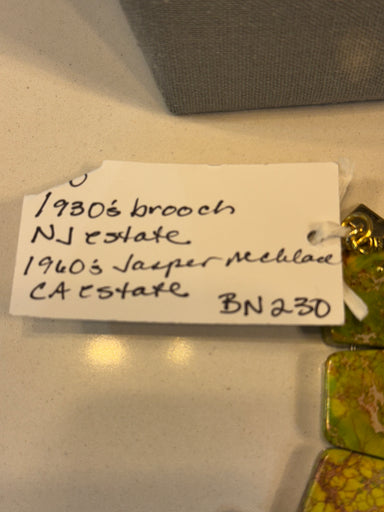 1930's brooch
NJ estate
1960's Jasper necklace
CA Estate
BN230